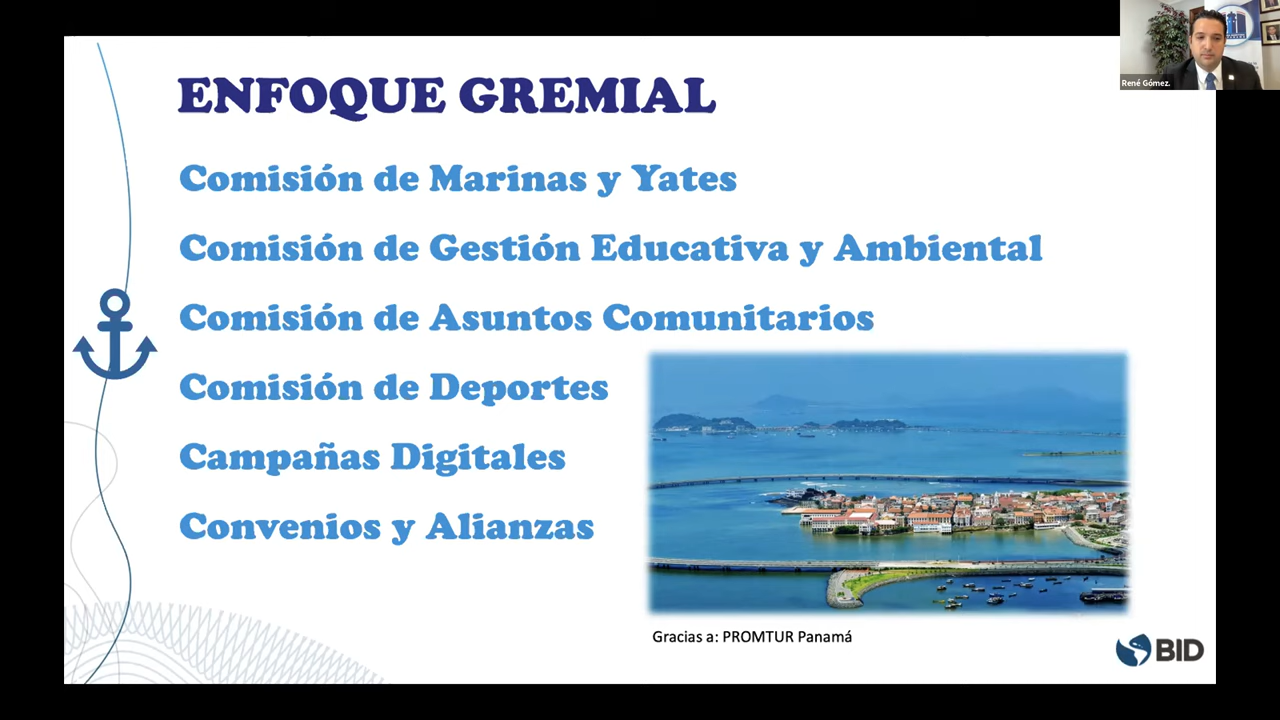 René Gómez.
ENFOQUE GREMIAL
Comisión de Marinas y Yates
Comisión de Gestión Educativa y Ambiental
Comisión de Asuntos Comunitarios
Comisión de Deportes
Campañas Digitales
Convenios y Alianzas
Gracias a: PROMTUR Panamá
BID